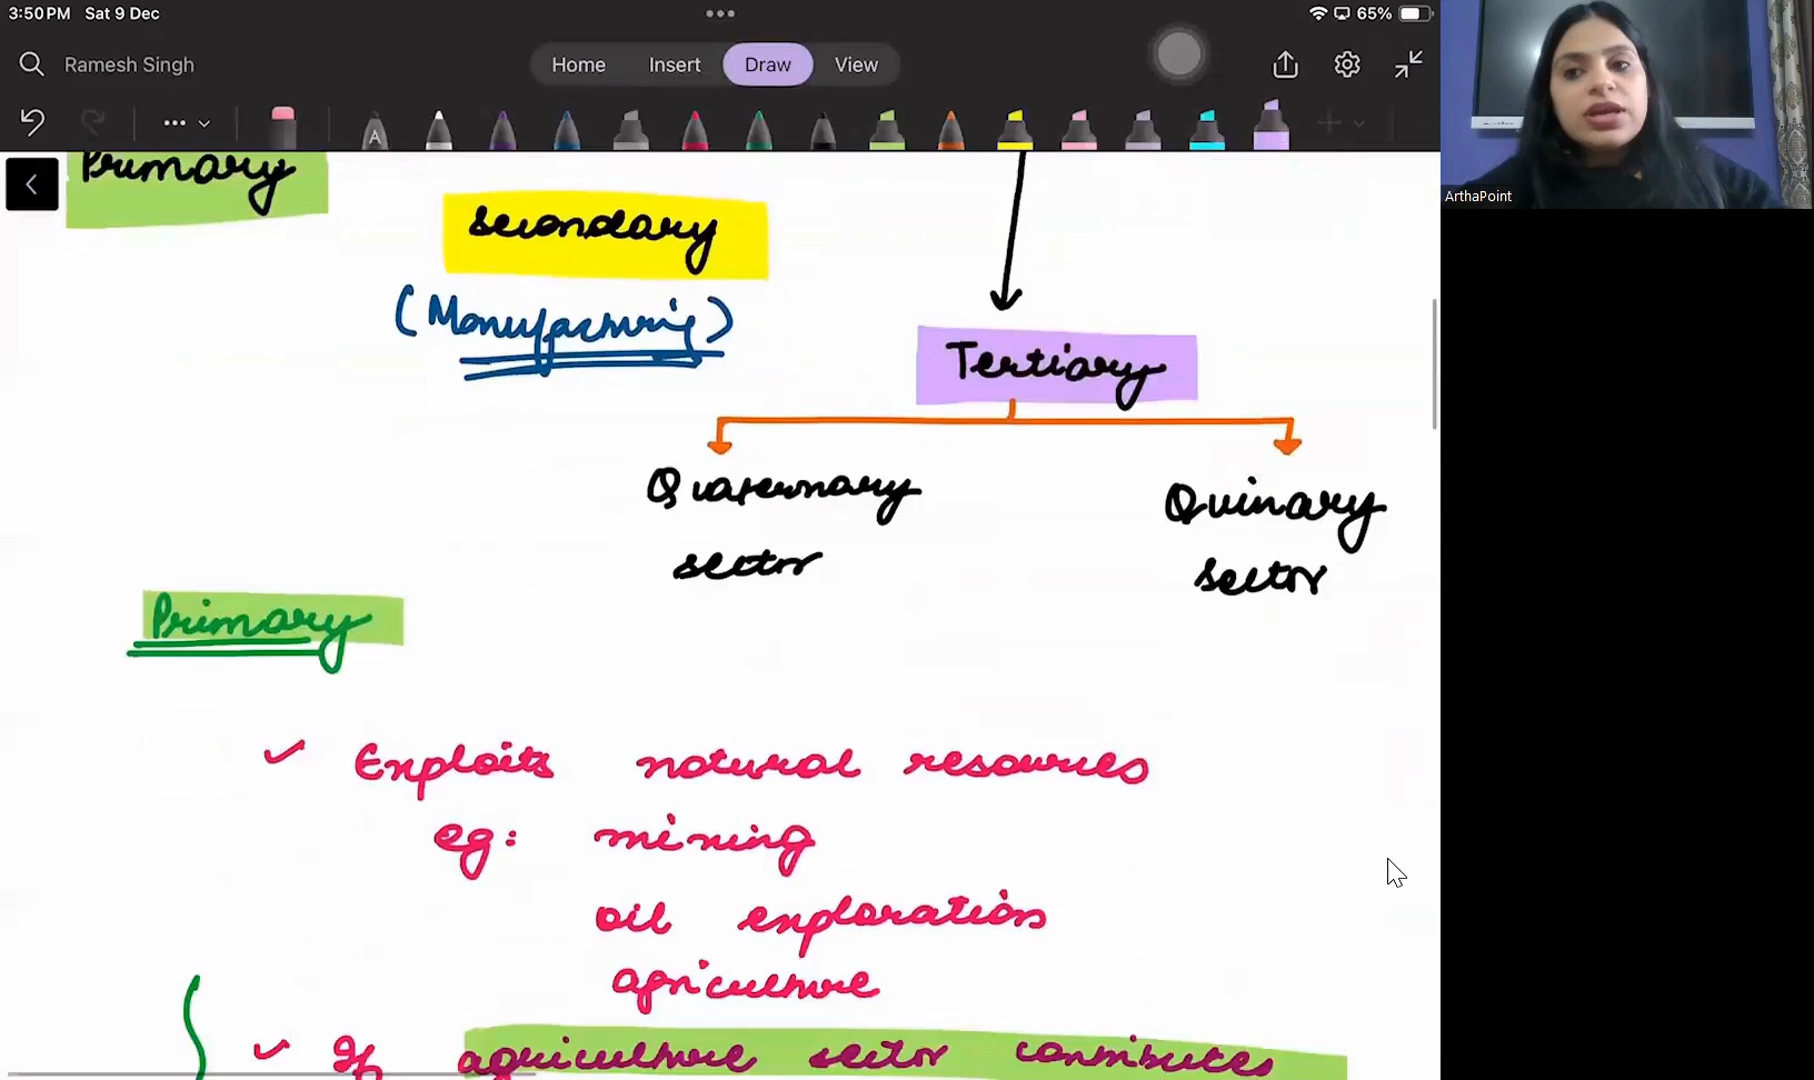 3:50 PM Sat 9 Dec
65%
Ramesh Singh
Home Insert Draw View
A
ArthaPoint
Primary
secondary
(Manufacturing)
Tertiary
Quaternary
sector
Quinary
sector
Primary
Exploits natural resources
eg: mining
oil exploration
agriculture
If agriculture sector contributes